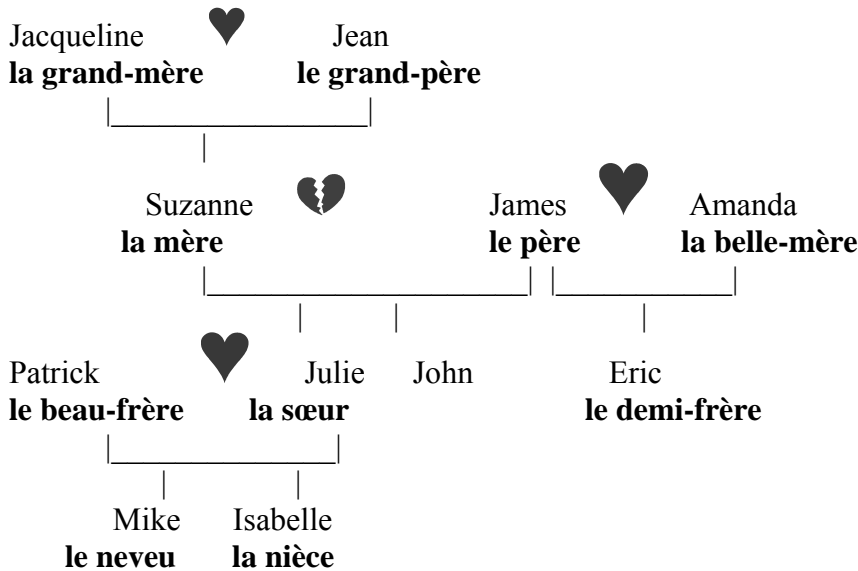 Jacqueline Jean
la grand-mère le grand-père
Suzanne James Amanda
la mère le père la belle-mère
Patrick Julie John Eric
le beau-frère la sœur le demi-frère
Mike Isabelle
le neveu la nièce